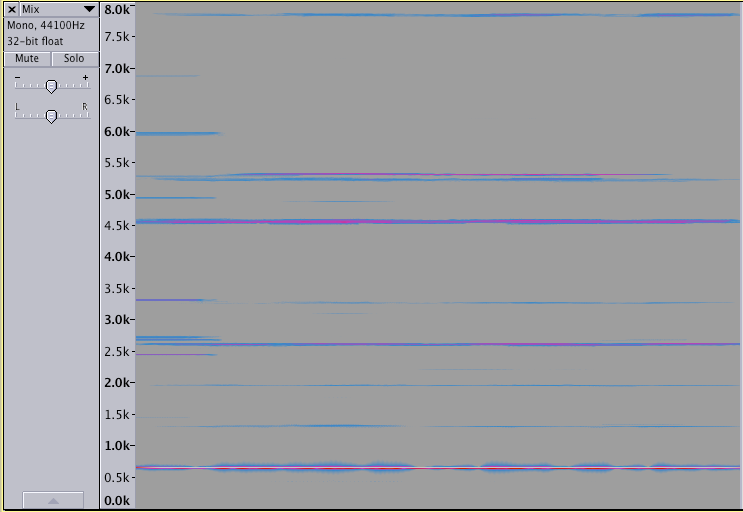 Mix
Mono, 44100Hz
32-bit float
Mute Solo
- +
L R
8.0k
7.5k
7.0k
6.5k
6.0k
5.5k
5.0k
4.5k
4.0k
3.5k
3.0k
2.5k
2.0k
1.5k
1.0k
0.5k
0.0k